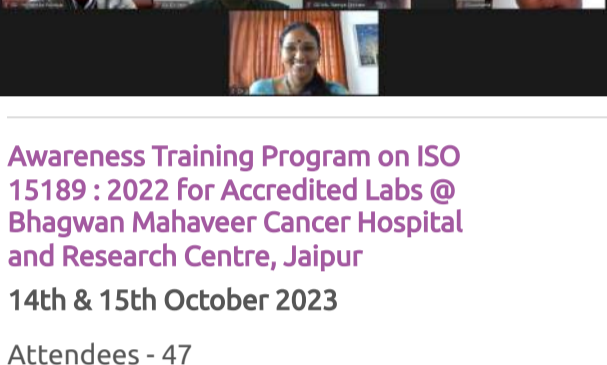 Awareness Training Program on ISO
15189 : 2022 for Accredited Labs @
Bhagwan Mahaveer Cancer Hospital
and Research Centre, Jaipur
14th & 15th October 2023
Attendees - 47